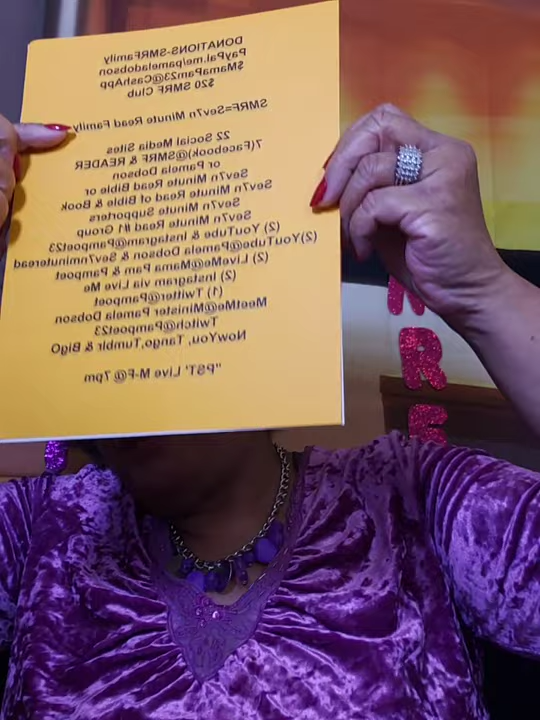 DONATIONS-SMRFamily
PayPal.me/pameladobson
$MamaPam2@CashApp
$20 SMRF Club
SMRF=Sev7n Minute Read Family
22 Social Media Sites
7(Facebook)@SMRF & READER
Pamela Dobson or
Sev7n Minute Read or
Sev7n Minute Read of Bible & Book
Sev7n Minute Supporters
Sev7n Minute Read #1 Group
(2) YouTube & Instagram@Pampoet23
(2)YouTube@Pamela Dobson & Sev7minuteread
(2) LiveMe@Mama Pam & Pampoet
(2) Instagram via Live Me
(1) Twitter@Pampoet
MeetMe@Minister Pamela Dobson
Twitch@Pampoet23
NowYou, Tango,Tumblr & BigO
"PST' Live M-F@ 7pm
R
E